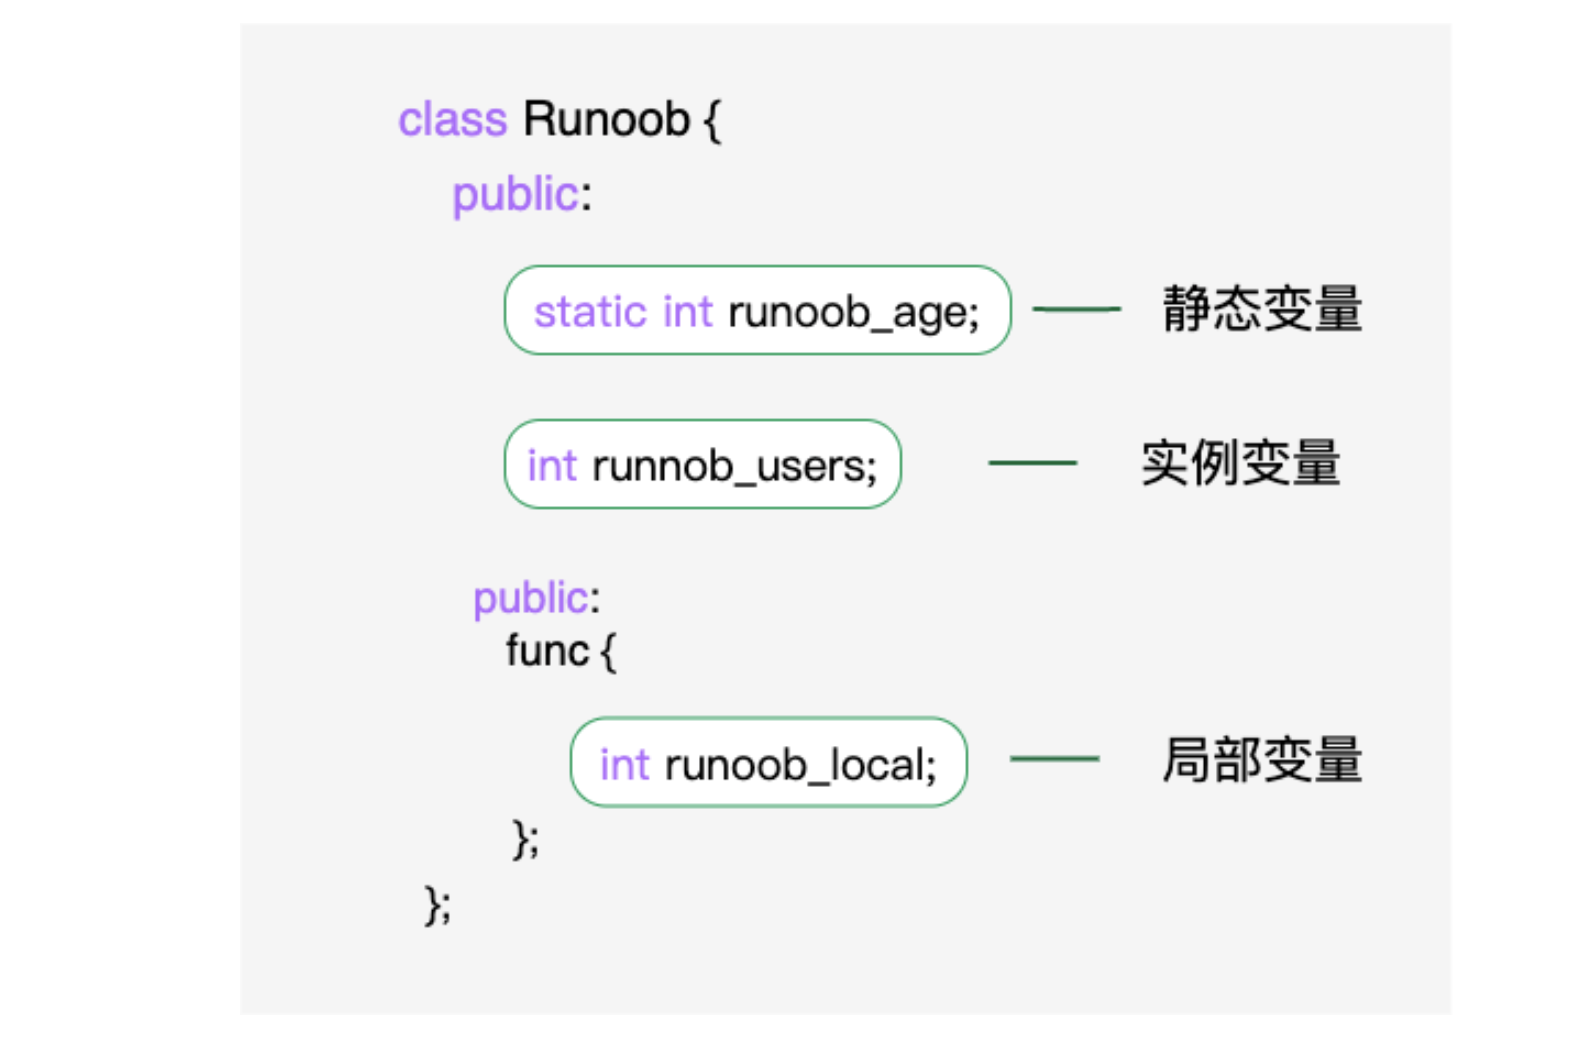 class Runoob {
public:
static int runoob_age; 静态变量
int runnob_users; 实例变量
public:
func {
int runoob_local; 局部变量
};
};